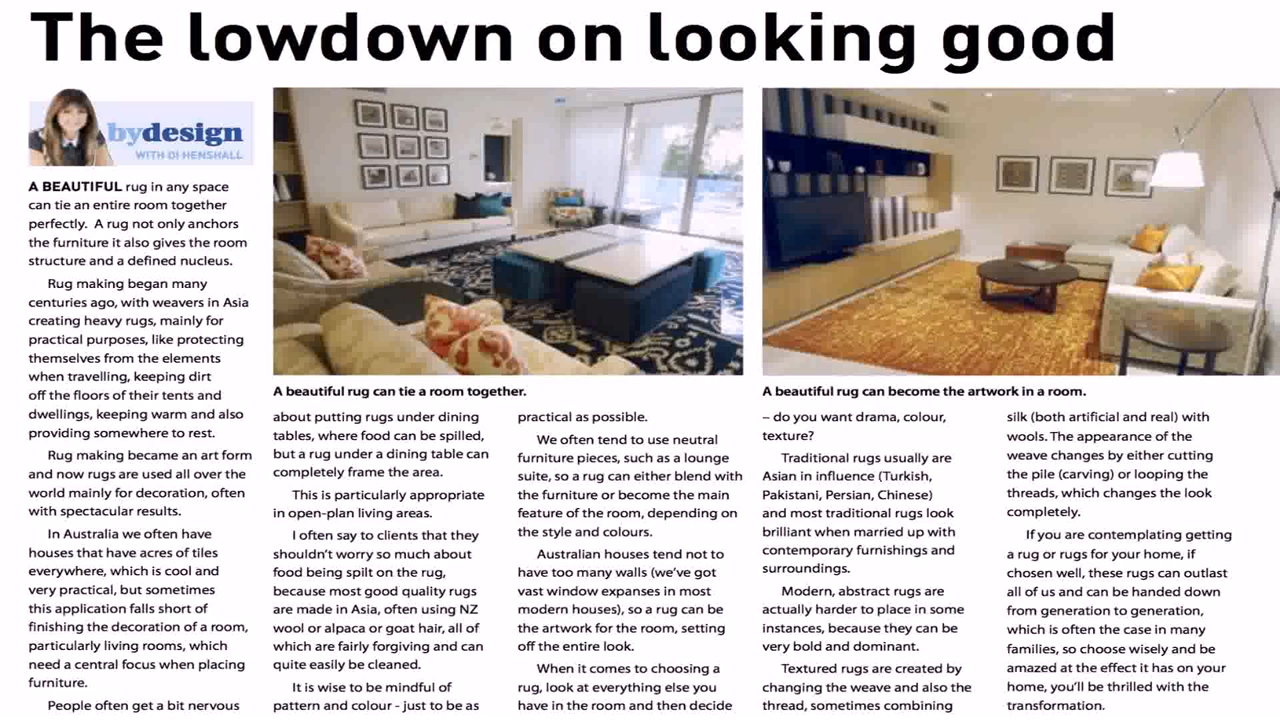 The lowdown on looking good
bydesign
WITH DI HENSHALL
A BEAUTIFUL rug in any space
can tie an entire room together
perfectly. A rug not only anchors
the furniture it also gives the room
structure and a defined nucleus.
Rug making began many
centuries ago, with weavers in Asia
creating heavy rugs, mainly for
practical purposes, like protecting
themselves from the elements
when travelling, keeping dirt
off the floors of their tents and
dwellings, keeping warm and also
providing somewhere to rest.
Rug making became an art form
and now rugs are used all over the
world mainly for decoration, often
with spectacular results.
In Australia we often have
houses that have acres of tiles
everywhere, which is cool and
very practical, but sometimes
this application falls short of
finishing the decoration of a room,
particularly living rooms, which
need a central focus when placing
furniture.
People often get a bit nervous
A beautiful rug can tie a room together.
about putting rugs under dining
tables, where food can be spilled,
but a rug under a dining table can
completely frame the area.
This is particularly appropriate
in open-plan living areas.
I often say to clients that they
shouldn't worry so much about
food being spilt on the rug,
because most good quality rugs
are made in Asia, often using NZ
wool or alpaca or goat hair, all of
which are fairly forgiving and can
quite easily be cleaned.
It is wise to be mindful of
pattern and colour - just to be as
practical as possible.
We often tend to use neutral
furniture pieces, such as a lounge
suite, so a rug can either blend with
the furniture or become the main
feature of the room, depending on
the style and colours.
Australian houses tend not to
have too many walls (we've got
vast window expanses in most
modern houses), so a rug can be
the artwork for the room, setting
off the entire look.
When it comes to choosing a
rug, look at everything else you
have in the room and then decide
A beautiful rug can become the artwork in a room.
– do you want drama, colour,
texture?
Traditional rugs usually are
Asian in influence (Turkish,
Pakistani, Persian, Chinese)
and most traditional rugs look
brilliant when married up with
contemporary furnishings and
surroundings.
Modern, abstract rugs are
actually harder to place in some
instances, because they can be
very bold and dominant.
Textured rugs are created by
changing the weave and also the
thread, sometimes combining
silk (both artificial and real) with
wools. The appearance of the
weave changes by either cutting
the pile (carving) or looping the
threads, which changes the look
completely.
If you are contemplating getting
a rug or rugs for your home, if
chosen well, these rugs can outlast
all of us and can be handed down
from generation to generation,
which is often the case in many
families, so choose wisely and be
amazed at the effect it has on your
home, you'll be thrilled with the
transformation.